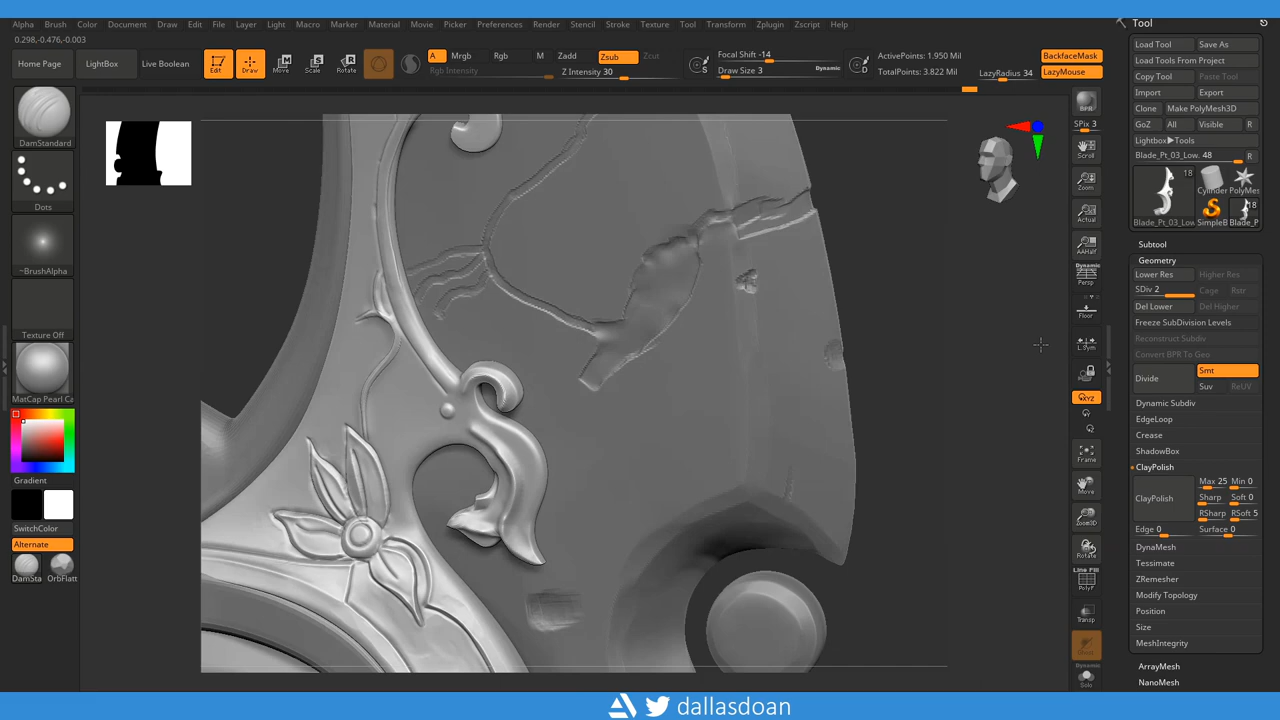 Alpha Brush Color Document Draw Edit File Layer Light Macro Marker Material Movie Picker Preferences Render Stencil Stroke Texture Tool Transform Zplugin Zscript Help
Tool
0.298,-0.476,-0.003
Load Tool Save As
Load Tools From Project
Copy Tool Paste Tool
Import Export
Clone Make PolyMesh3D
GoZ All Visible R
Lightbox▶Tools
Blade_Pt_03_Low. 48 R
18
Cylinder PolyMes
18
Blade_Pt_03_Low SimpleB Blade_P
Home Page LightBox Live Boolean
Edit Draw Move Scale Rotate
A Mrgb Rgb M Zadd Zsub Zcut
Rgb Intensity Z Intensity 30
Focal Shift -14
Draw Size 3 Dynamic
S D
ActivePoints: 1.950 Mil
TotalPoints: 3.822 Mil
LazyRadius 34
BackfaceMask
LazyMouse
DamStandard
Dots
~BrushAlpha
Texture Off
MatCap Pearl Ca
Gradient
SwitchColor
Alternate
DamSta OrbFlatt
BPR
SPix 3
Scroll
Zoom
Actual
AAHalf
Dynamic
Persp
Floor
L.Sym
XYZ
Frame
Move
Zoom3D
Rotate
Line Fill
PolyF
Transp
Ghost
Dynamic
Solo
Subtool
Geometry
Lower Res Higher Res
SDiv 2 Cage Rstr
Del Lower Del Higher
Freeze SubDivision Levels
Reconstruct Subdiv
Convert BPR To Geo
Divide Smt
Suv ReUV
Dynamic Subdiv
EdgeLoop
Crease
ShadowBox
ClayPolish
Max 25 Min 0
ClayPolish
Sharp Soft 0
RSharp RSoft 5
Edge 0 Surface 0
DynaMesh
Tessimate
ZRemesher
Modify Topology
Position
Size
MeshIntegrity
ArrayMesh
NanoMesh
dallasdoan